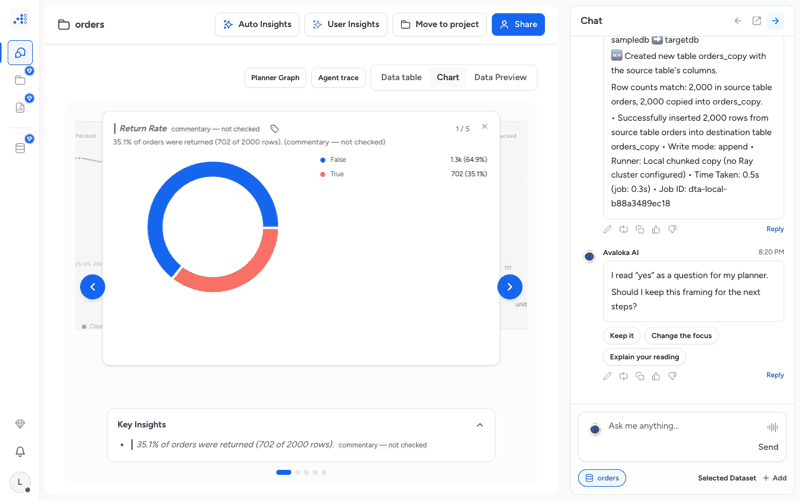 orders
Auto Insights
User Insights
Move to project
Share
Planner Graph
Agent trace
Data table
Chart
Data Preview
Return Rate commentary — not checked
1 / 5
35.1% of orders were returned (702 of 2000 rows). (commentary — not checked)
False 1.3k (64.9%)
True 702 (35.1%)
unit
Key Insights
• 35.1% of orders were returned (702 of 2000 rows). commentary — not checked
L
Chat
sampledb ➡ targetdb
🆕 Created new table orders_copy with
the source table's columns.
Row counts match: 2,000 in source table
orders, 2,000 copied into orders_copy.
• Successfully inserted 2,000 rows from
source table orders into destination table
orders_copy • Write mode: append •
Runner: Local chunked copy (no Ray
cluster configured) • Time Taken: 0.5s
(job: 0.3s) • Job ID: dta-local-
b88a3489ec18
Reply
Avaloka AI 8:20 PM
I read "yes" as a question for my planner.
Should I keep this framing for the next
steps?
Keep it
Change the focus
Explain your reading
Reply
Ask me anything...
Send
orders
Selected Dataset
+ Add